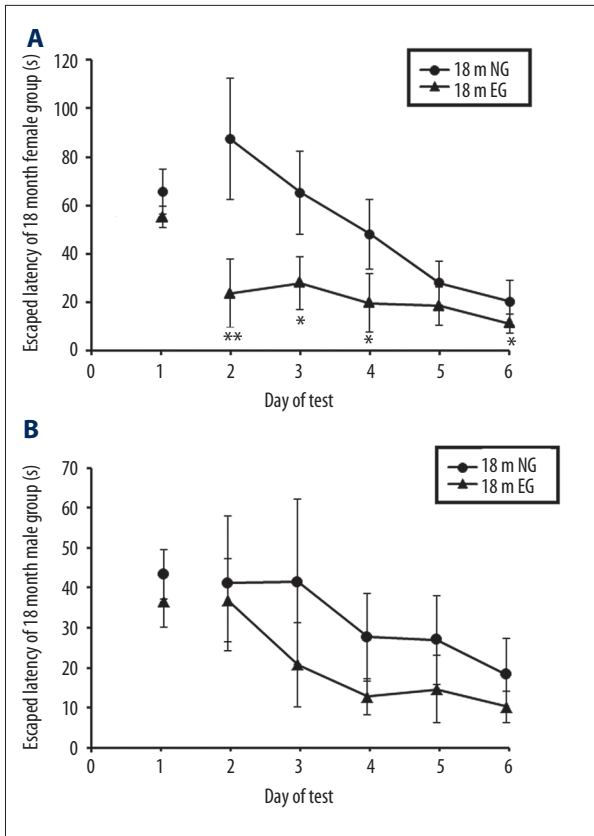 A
Escaped latency of 18 month female group (s)
120
100
80
60
40
20
0
18 m NG
18 m EG
** * * *
0 1 2 3 4 5 6
Day of test
B
Escaped latency of 18 month male group (s)
70
60
50
40
30
20
10
0
18 m NG
18 m EG
0 1 2 3 4 5 6
Day of test